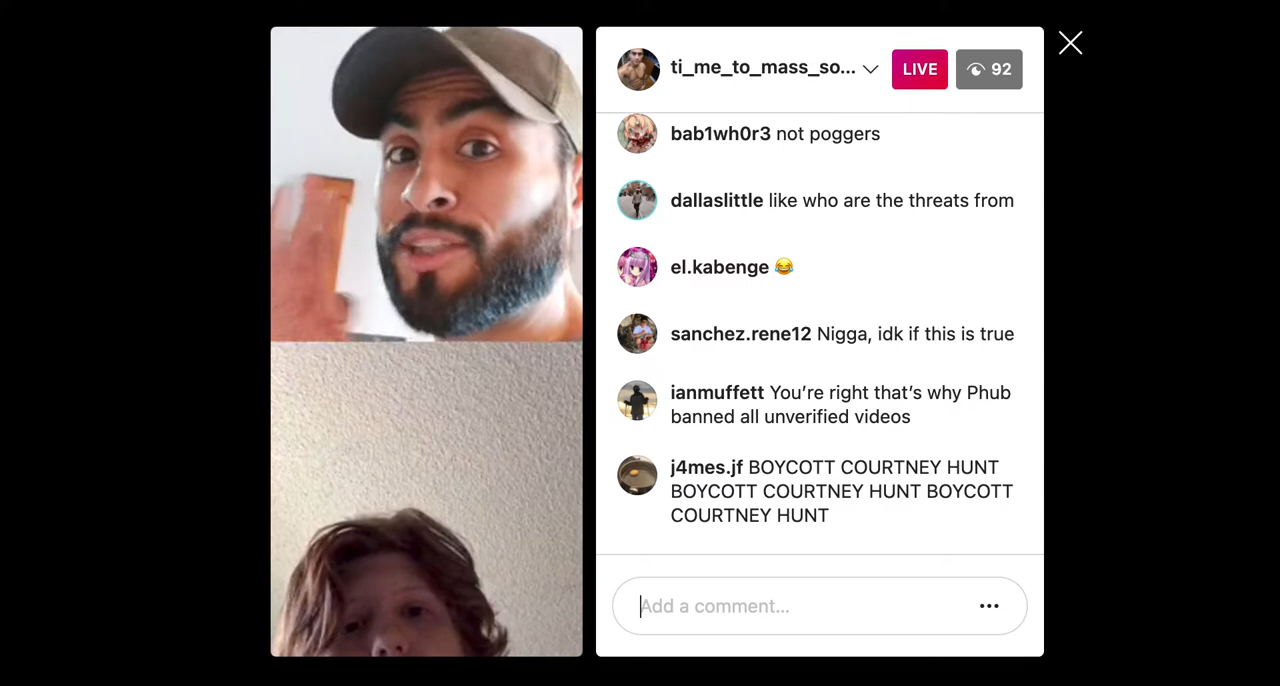 ti_me_to_mass_so...
LIVE
92
bab1wh0r3 not poggers
dallaslittle like who are the threats from
el.kabenge 😂
sanchez.rene12 Nigga, idk if this is true
ianmuffett You’re right that’s why Phub
banned all unverified videos
j4mes.jf BOYCOTT COURTNEY HUNT
BOYCOTT COURTNEY HUNT BOYCOTT
COURTNEY HUNT
Add a comment...